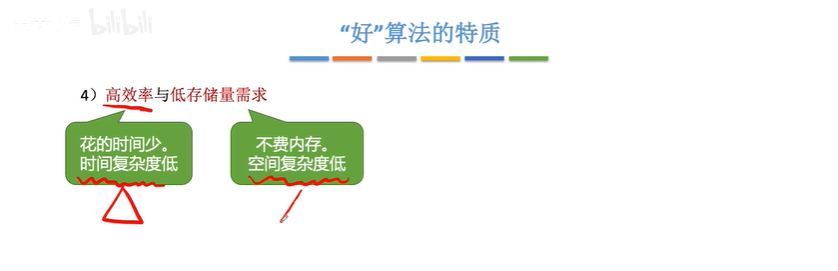 bilibili
“好”算法的特质
4）高效率与低存储量需求
花的时间少。
时间复杂度低
不费内存。
空间复杂度低